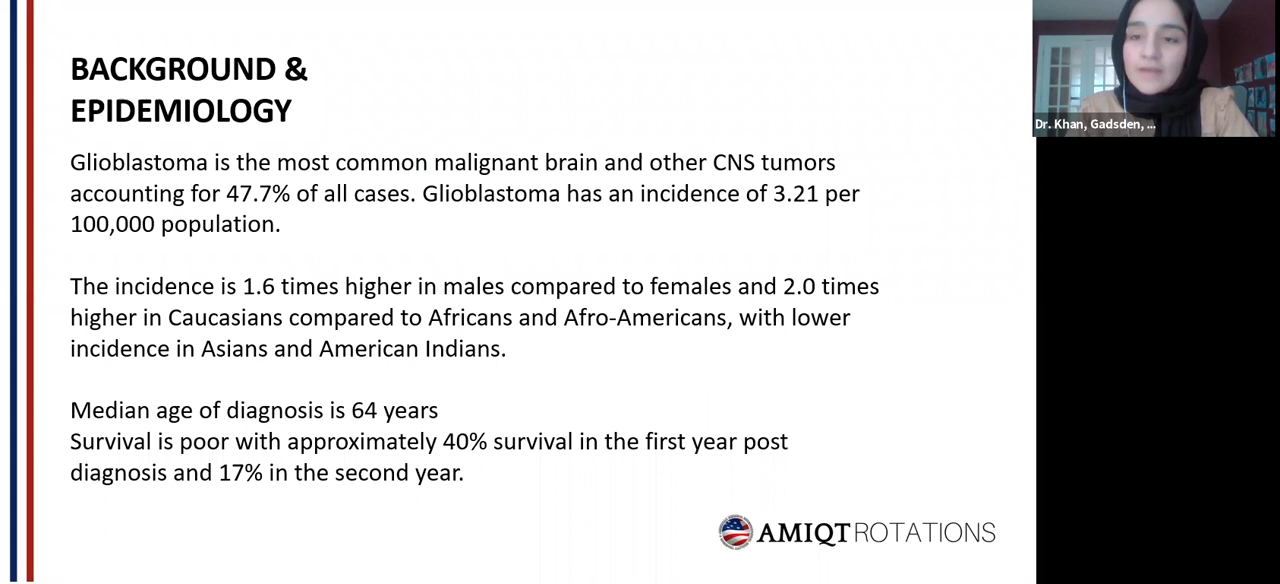 BACKGROUND &
EPIDEMIOLOGY
Glioblastoma is the most common malignant brain and other CNS tumors
accounting for 47.7% of all cases. Glioblastoma has an incidence of 3.21 per
100,000 population.
The incidence is 1.6 times higher in males compared to females and 2.0 times
higher in Caucasians compared to Africans and Afro-Americans, with lower
incidence in Asians and American Indians.
Median age of diagnosis is 64 years
Survival is poor with approximately 40% survival in the first year post
diagnosis and 17% in the second year.
AMIQT ROTATIONS
Dr. Khan, Gadsden, ...